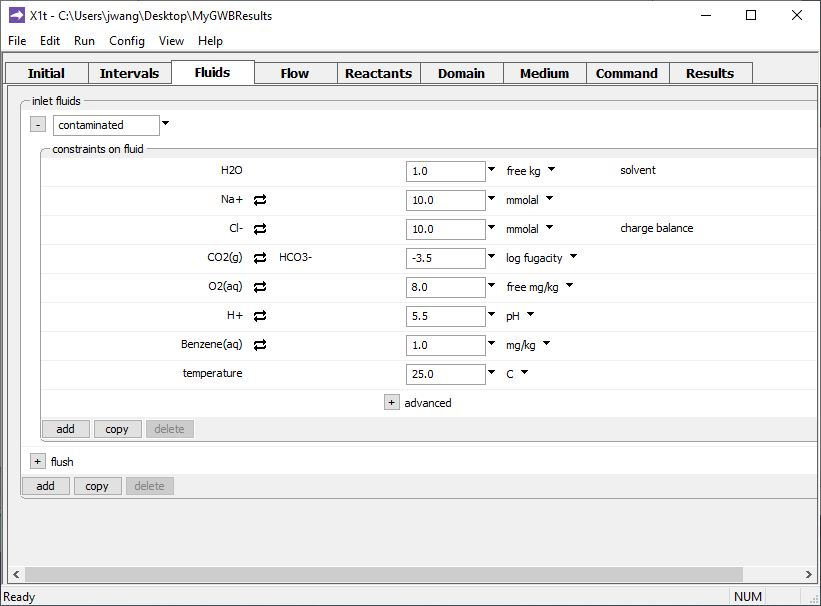 X1t - C:\Users\jwang\Desktop\MyGWBResults
File Edit Run Config View Help
Initial Intervals Fluids Flow Reactants Domain Medium Command Results
inlet fluids
- contaminated
constraints on fluid
H2O 1.0 free kg solvent
Na+ 10.0 mmolal
Cl- 10.0 mmolal charge balance
CO2(g) HCO3- -3.5 log fugacity
O2(aq) 8.0 free mg/kg
H+ 5.5 pH
Benzene(aq) 1.0 mg/kg
temperature 25.0 C
+ advanced
add copy delete
+ flush
add copy delete
Ready NUM